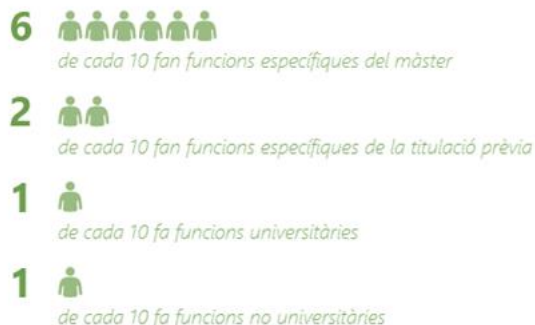 6
de cada 10 fan funcions específiques del màster
2
de cada 10 fan funcions específiques de la titulació prèvia
1
de cada 10 fa funcions universitàries
1
de cada 10 fa funcions no universitàries